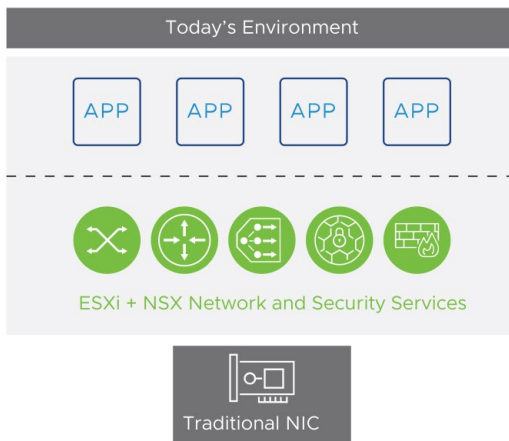 Today's Environment
APP APP APP APP
ESXi + NSX Network and Security Services
Traditional NIC